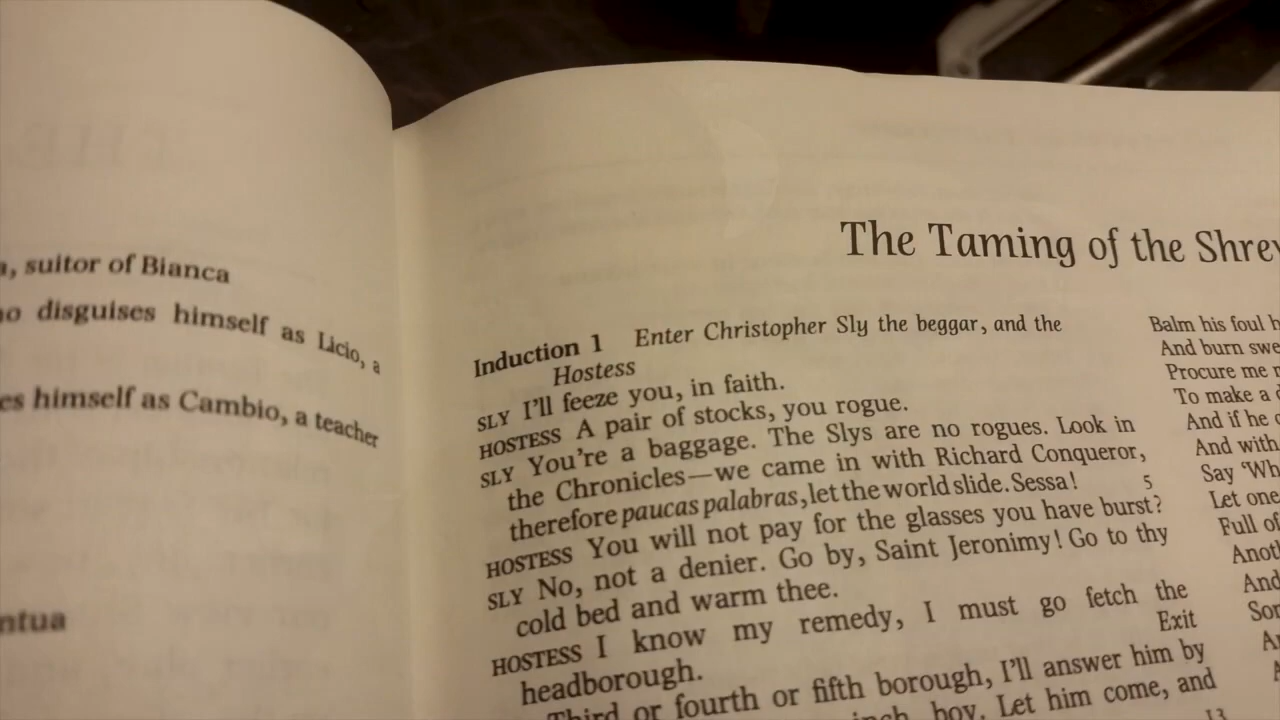 suitor of Bianca
disguises himself as Licio, a
himself as Cambio, a teacher
The Taming of the
Induction 1 Enter Christopher Sly the beggar, and the
Hostess
SLY I'll feeze you, in faith.
HOSTESS A pair of stocks, you rogue.
SLY You're a baggage. The Slys are no rogues. Look in
the Chronicles—we came in with Richard Conqueror,
therefore paucas palabras, let the world slide. Sessa! 5
HOSTESS You will not pay for the glasses you have burst?
SLY No, not a denier. Go by, Saint Jeronimy! Go to thy
cold bed and warm thee.
HOSTESS I know my remedy, I must go fetch the
headborough. Exit
Third or fourth or fifth borough, I'll answer him by
inch, boy. Let him come, and
13
Balm his foul
And burn
Procure me
To make a
And if he
And with
Say
Let one
Full of
And